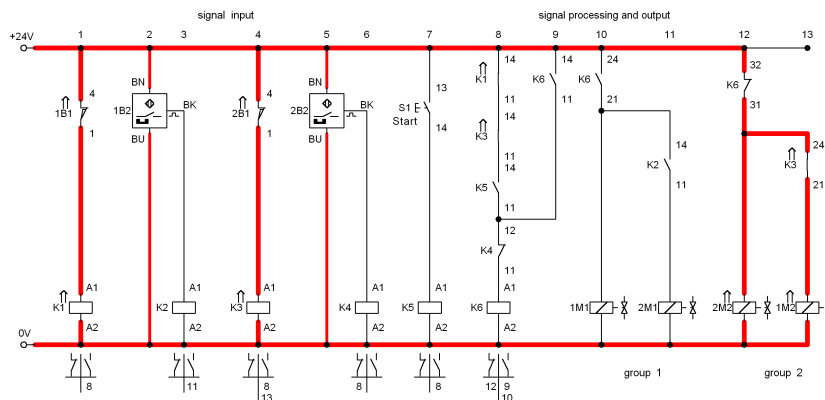 signal input signal processing and output
1 2 3 4 5 6 7 8 9 10 11 12 13
+24V
BN BN 13 14 14 24 32
4 4 K1 K6 K6 K6
1B1 1B2 BK 2B1 2B2 BK S1 E 11 11 21 31
Start 14
1 BU 1 BU 14 K3 14 24
K2 K3
11 11 21
14
K5
11
12
K4
11
A1 A1 A1 A1 A1 A1
K1 K2 K3 K4 K5 K6 1M1 2M1 2M2 1M2
A2 A2 A2 A2 A2 A2
0V
8 11 8 8 8 12 9
13 10
group 1 group 2